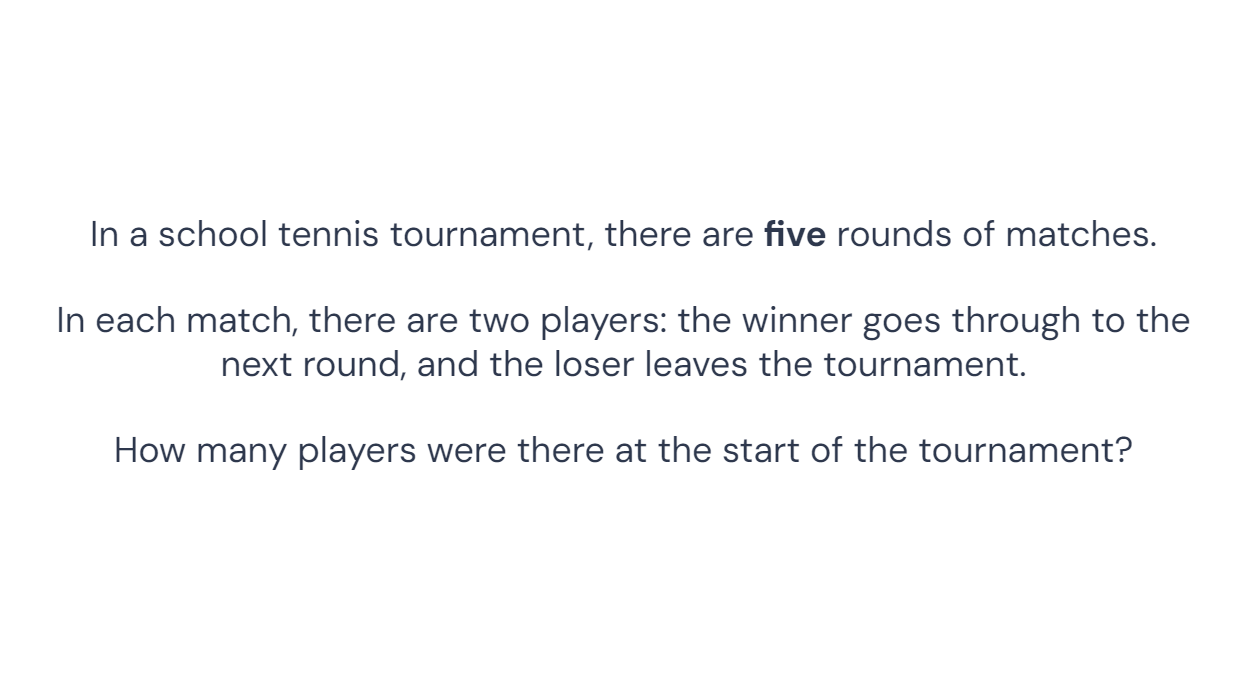 In a school tennis tournament, there are five rounds of matches.
In each match, there are two players: the winner goes through to the
next round, and the loser leaves the tournament.
How many players were there at the start of the tournament?